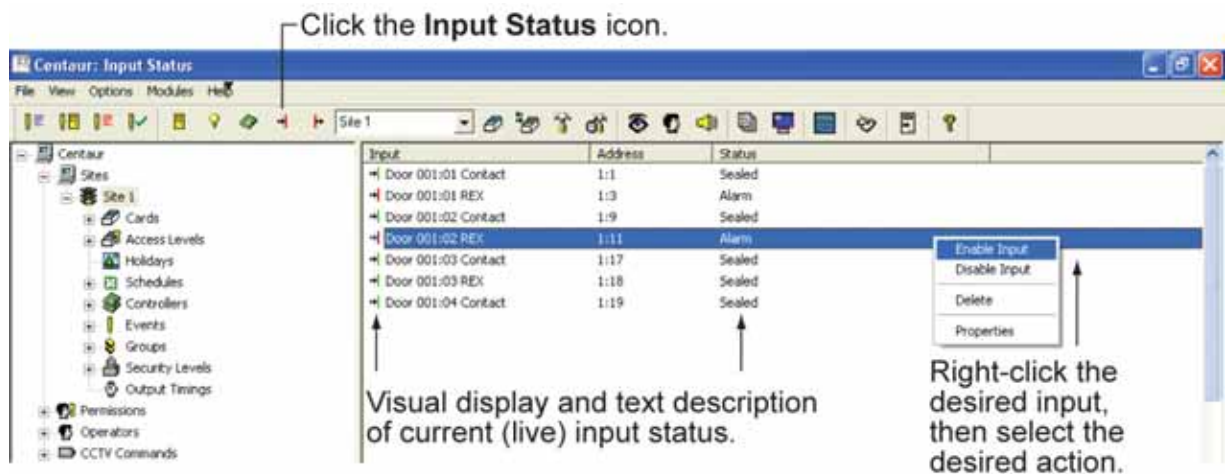 Click the Input Status icon.
Centaur: Input Status
File View Options Modules Help
Site 1
Centaur
Sites
Site 1
Cards
Access Levels
Holidays
Schedules
Controllers
Events
Groups
Security Levels
Output Timings
Permissions
Operators
CCTV Commands
Input Address Status
Door 001:01 Contact 1:1 Sealed
Door 001:01 REX 1:3 Alarm
Door 001:02 Contact 1:9 Sealed
Door 001:02 REX 1:11 Alarm
Door 001:03 Contact 1:17 Sealed
Door 001:03 REX 1:18 Sealed
Door 001:04 Contact 1:19 Sealed
Enable Input
Disable Input
Delete
Properties
Visual display and text description
of current (live) input status.
Right-click the
desired input,
then select the
desired action.